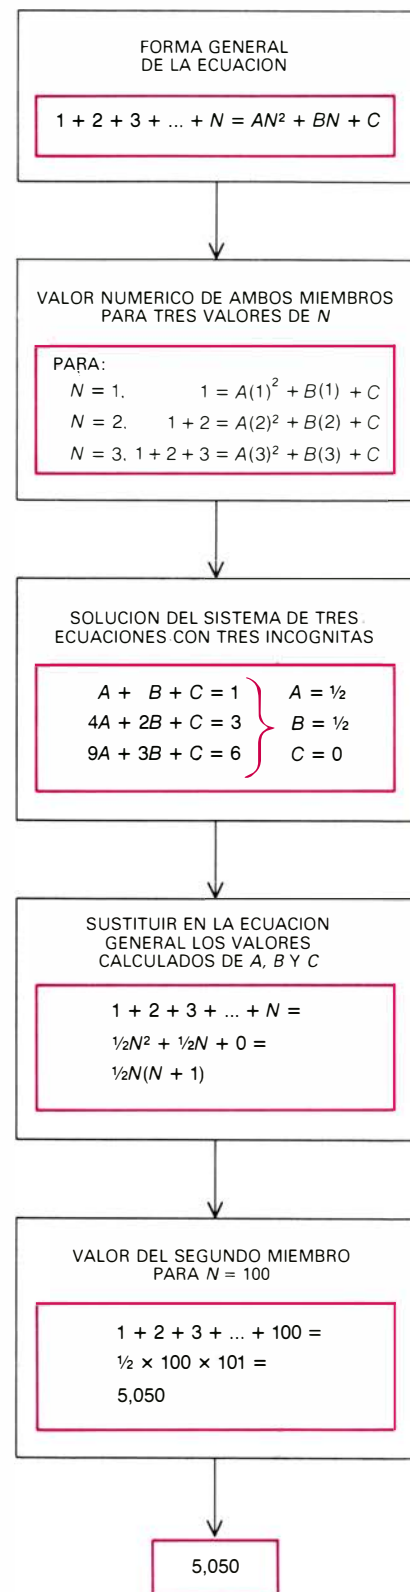 FORMA GENERAL
DE LA ECUACION
1 + 2 + 3 + ... + N = AN² + BN + C
VALOR NUMERICO DE AMBOS MIEMBROS
PARA TRES VALORES DE N
PARA:
N = 1. 1 = A(1)² + B(1) + C
N = 2. 1 + 2 = A(2)² + B(2) + C
N = 3. 1 + 2 + 3 = A(3)² + B(3) + C
SOLUCION DEL SISTEMA DE TRES
ECUACIONES CON TRES INCOGNITAS
A + B + C = 1 A = ½
4A + 2B + C = 3 B = ½
9A + 3B + C = 6 C = 0
SUSTITUIR EN LA ECUACION
GENERAL LOS VALORES
CALCULADOS DE A, B Y C
1 + 2 + 3 + ... + N =
½N² + ½N + 0 =
½N(N + 1)
VALOR DEL SEGUNDO MIEMBRO
PARA N = 100
1 + 2 + 3 + ... + 100 =
½ × 100 × 101 =
5,050
5,050